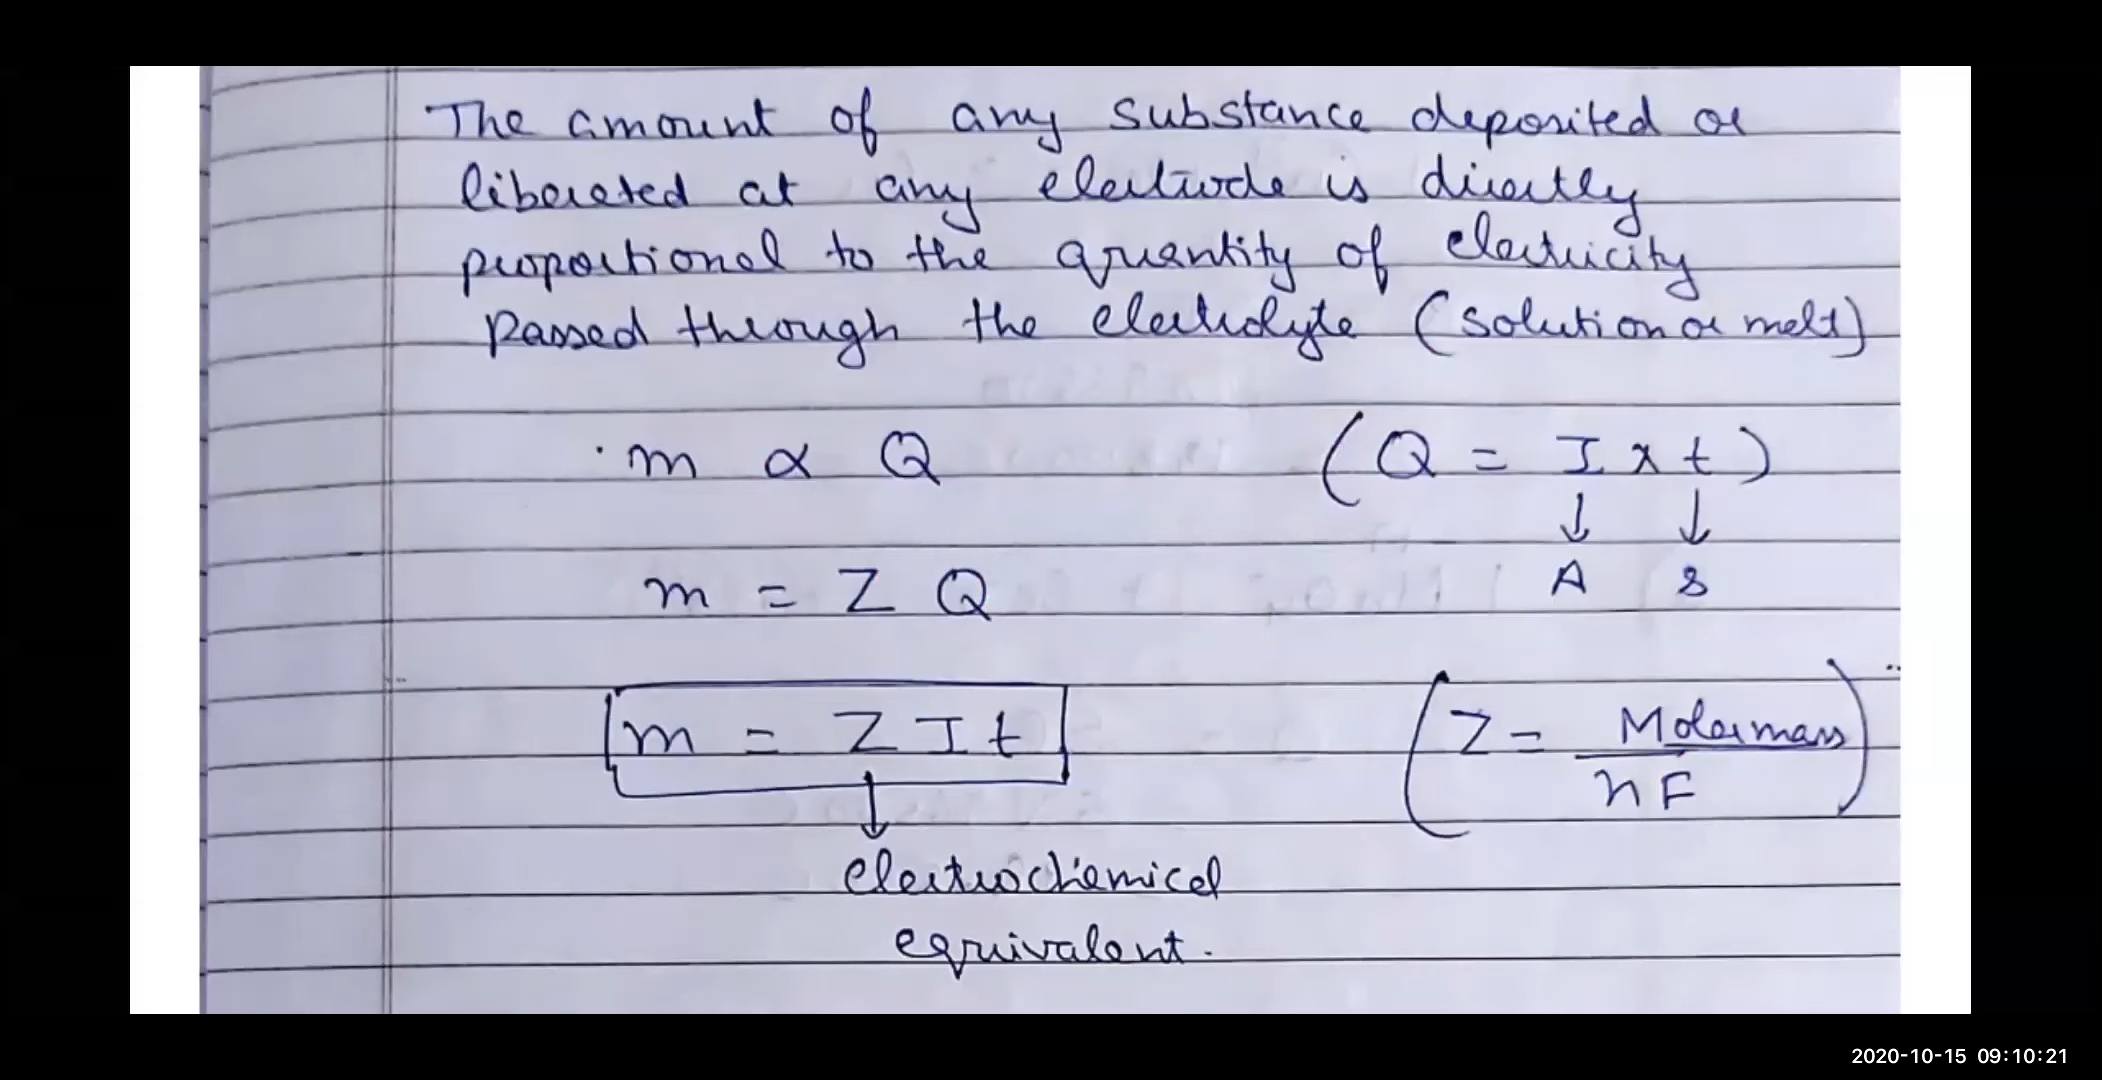 The amount of any substance deposited or
liberated at any electrode is directly
proportional to the quantity of electricity
passed through the electrolyte (solution or melt)
m ∝ Q (Q = I x t)
↓ ↓
A s
m = Z Q
m = Z I t (Z = Molar mass / nF)
↓
electrochemical
equivalent.
2020-10-15 09:10:21